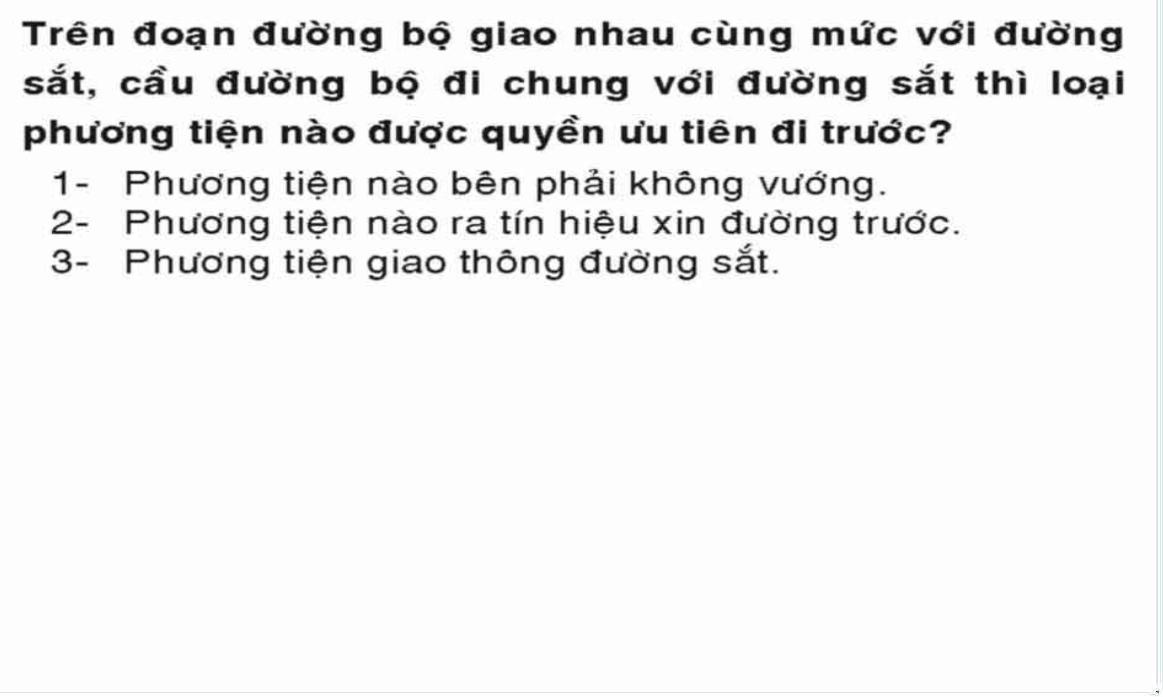 Trên đoạn đường bộ giao nhau cùng mức với đường
sắt, cầu đường bộ đi chung với đường sắt thì loại
phương tiện nào được quyền ưu tiên đi trước?
1- Phương tiện nào bên phải không vướng.
2- Phương tiện nào ra tín hiệu xin đường trước.
3- Phương tiện giao thông đường sắt.